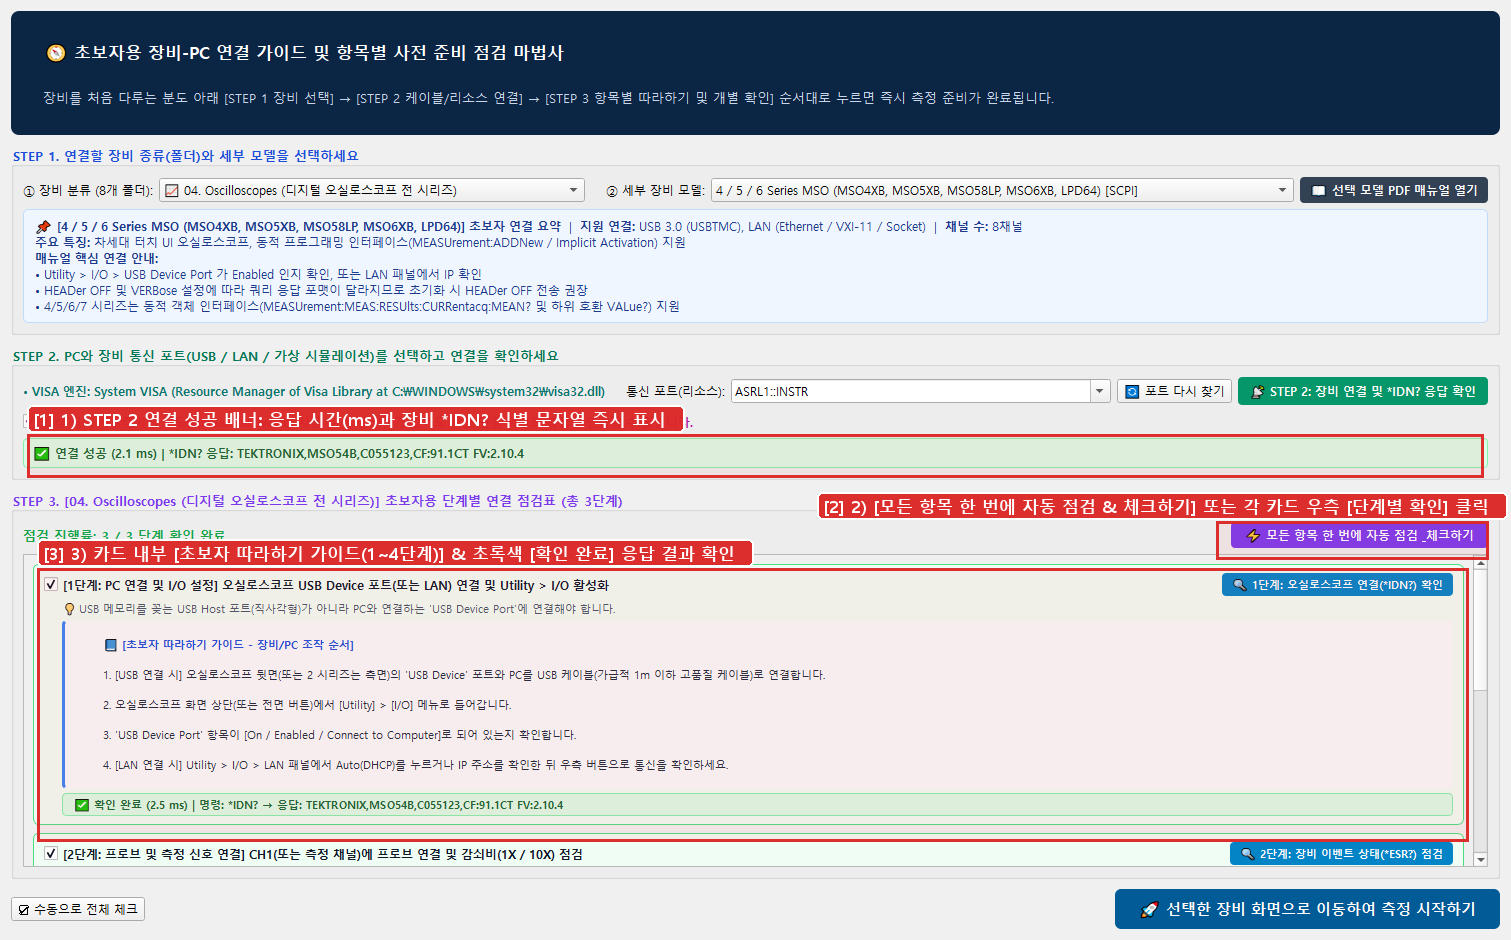 초보자용 장비-PC 연결 가이드 및 항목별 사전 준비 점검 마법사
장비를 처음 다루는 분도 아래 [STEP 1 장비 선택] → [STEP 2 케이블/리소스 연결] → [STEP 3 항목별 따라하기 및 개별 확인] 순서대로 누르면 즉시 측정 준비가 완료됩니다.
STEP 1. 연결할 장비 종류(폴더)와 세부 모델을 선택하세요
① 장비 분류 (8개 폴더): 04. Oscilloscopes (디지털 오실로스코프 전 시리즈) ② 세부 장비 모델: 4 / 5 / 6 Series MSO (MSO4XB, MSO5XB, MSO58LP, MSO6XB, LPD64) [SCPI] 선택 모델 PDF 매뉴얼 열기
[4 / 5 / 6 Series MSO (MSO4XB, MSO5XB, MSO58LP, MSO6XB, LPD64)] 초보자 연결 요약 | 지원 연결: USB 3.0 (USBTMC), LAN (Ethernet / VXI-11 / Socket) | 채널 수: 8채널
주요 특징: 차세대 터치 UI 오실로스코프, 동적 프로그래밍 인터페이스(MEASUrement:ADDNew / Implicit Activation) 지원
매뉴얼 핵심 연결 안내:
• Utility > I/O > USB Device Port 가 Enabled 인지 확인, 또는 LAN 패널에서 IP 확인
• HEADer OFF 및 VERBose 설정에 따라 쿼리 응답 포맷이 달라지므로 초기화 시 HEADer OFF 전송 권장
• 4/5/6/7 시리즈는 동적 객체 인터페이스(MEASUrement:MEAS:RESUlts:CURRentacq:MEAN? 및 하위 호환 VALue?) 지원
STEP 2. PC와 장비 통신 포트(USB / LAN / 가상 시뮬레이션)를 선택하고 연결을 확인하세요
• VISA 엔진: System VISA (Resource Manager of Visa Library at C:₩WINDOWS₩system32₩visa32.dll) 통신 포트(리소스): ASRL1::INSTR 포트 다시 찾기 STEP 2: 장비 연결 및 *IDN? 응답 확인
[1] 1) STEP 2 연결 성공 배너: 응답 시간(ms)과 장비 *IDN? 식별 문자열 즉시 표시
연결 성공 (2.1 ms) | *IDN? 응답: TEKTRONIX,MSO54B,C055123,CF:91.1CT FV:2.10.4
STEP 3. [04. Oscilloscopes (디지털 오실로스코프 전 시리즈)] 초보자용 단계별 연결 점검표 (총 3단계)
[2] 2) [모든 항목 한 번에 자동 점검 & 체크하기] 또는 각 카드 우측 [단계별 확인] 클릭
점검 진행률: 3 / 3 단계 확인 완료
모든 항목 한 번에 자동 점검 _체크하기
[3] 3) 카드 내부 [초보자 따라하기 가이드(1~4단계)] & 초록색 [확인 완료] 응답 결과 확인
[1단계: PC 연결 및 I/O 설정] 오실로스코프 USB Device 포트(또는 LAN) 연결 및 Utility > I/O 활성화 1단계: 오실로스코프 연결(*IDN?) 확인
USB 메모리를 꽂는 USB Host 포트(직사각형)가 아니라 PC와 연결하는 'USB Device Port'에 연결해야 합니다.
[초보자 따라하기 가이드 - 장비/PC 조작 순서]
1. [USB 연결 시] 오실로스코프 뒷면(또는 2 시리즈는 측면)의 'USB Device' 포트와 PC를 USB 케이블(가급적 1m 이하 고품질 케이블)로 연결합니다.
2. 오실로스코프 화면 상단(또는 전면 버튼)에서 [Utility] > [I/O] 메뉴로 들어갑니다.
3. 'USB Device Port' 항목이 [On / Enabled / Connect to Computer]로 되어 있는지 확인합니다.
4. [LAN 연결 시] Utility > I/O > LAN 패널에서 Auto(DHCP)를 누르거나 IP 주소를 확인한 뒤 우측 버튼으로 통신을 확인하세요.
확인 완료 (2.5 ms) | 명령: *IDN? → 응답: TEKTRONIX,MSO54B,C055123,CF:91.1CT FV:2.10.4
[2단계: 프로브 및 측정 신호 연결] CH1(또는 측정 채널)에 프로브 연결 및 감쇠비(1X / 10X) 점검 2단계: 장비 이벤트 상태(*ESR?) 점검
수동으로 전체 체크 선택한 장비 화면으로 이동하여 측정 시작하기